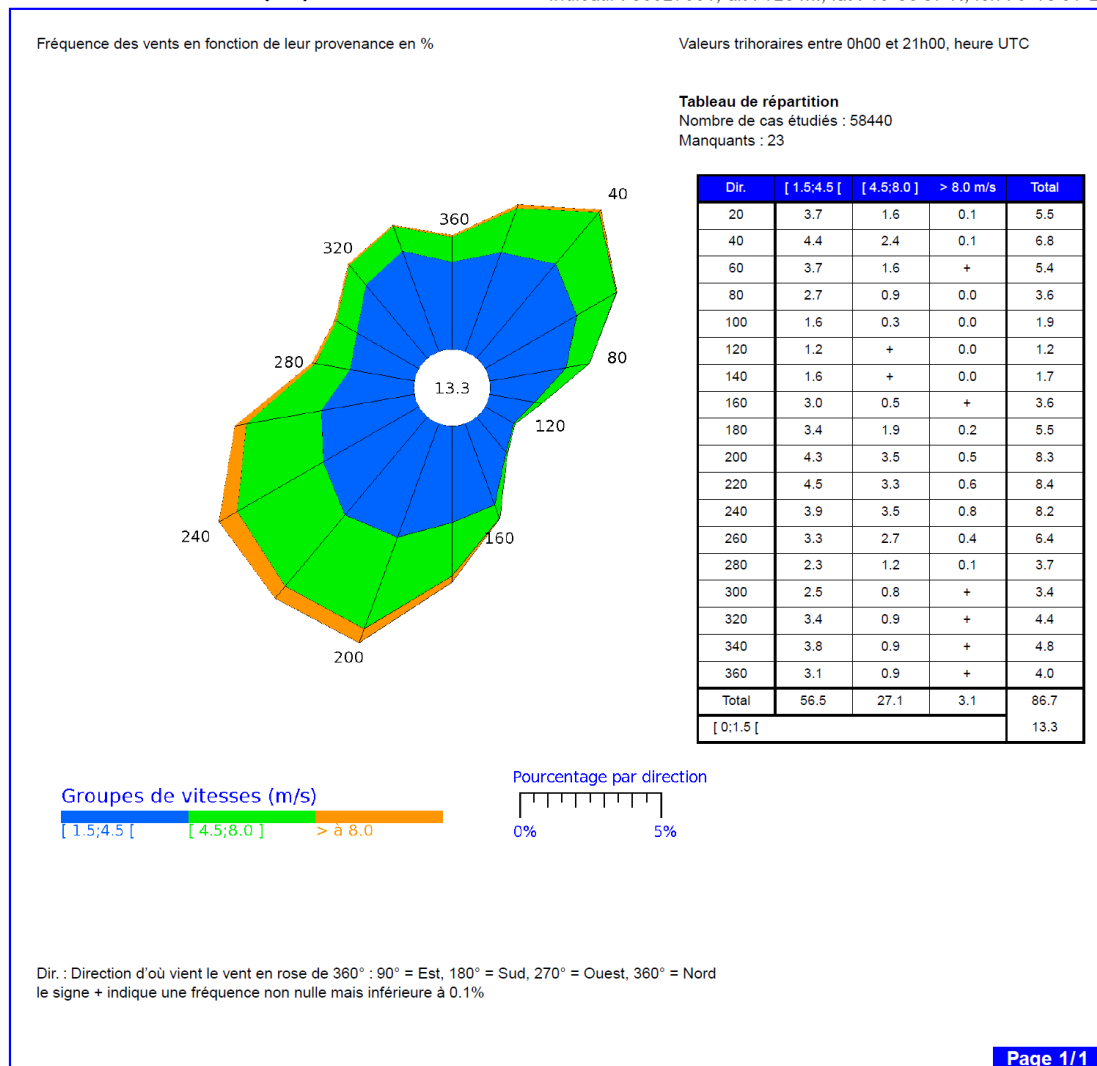 Fréquence des vents en fonction de leur provenance en %
Valeurs trihoraires entre 0h00 et 21h00, heure UTC
Tableau de répartition
Nombre de cas étudiés : 58440
Manquants : 23
Dir. [ 1.5;4.5 [ [ 4.5;8.0 ] > 8.0 m/s Total
20 3.7 1.6 0.1 5.5
40 4.4 2.4 0.1 6.8
60 3.7 1.6 + 5.4
80 2.7 0.9 0.0 3.6
100 1.6 0.3 0.0 1.9
120 1.2 + 0.0 1.2
140 1.6 + 0.0 1.7
160 3.0 0.5 + 3.6
180 3.4 1.9 0.2 5.5
200 4.3 3.5 0.5 8.3
220 4.5 3.3 0.6 8.4
240 3.9 3.5 0.8 8.2
260 3.3 2.7 0.4 6.4
280 2.3 1.2 0.1 3.7
300 2.5 0.8 + 3.4
320 3.4 0.9 + 4.4
340 3.8 0.9 + 4.8
360 3.1 0.9 + 4.0
Total 56.5 27.1 3.1 86.7
[ 0;1.5 [ 13.3
40
360
320
280
80
13.3
120
240
160
200
Groupes de vitesses (m/s)
[ 1.5;4.5 [ [ 4.5;8.0 ] > à 8.0
Pourcentage par direction
0% 5%
Dir. : Direction d'où vient le vent en rose de 360° : 90° = Est, 180° = Sud, 270° = Ouest, 360° = Nord
le signe + indique une fréquence non nulle mais inférieure à 0.1%
Page 1/1